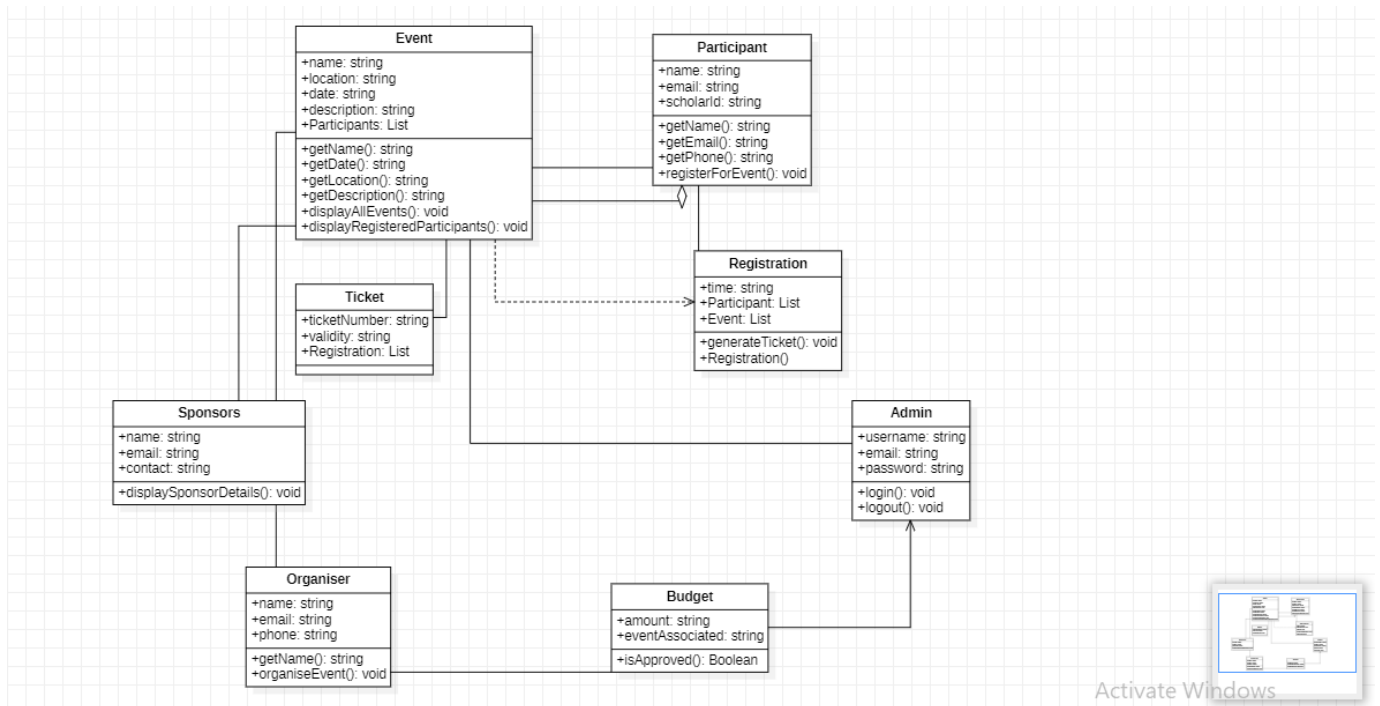 Event
+name: string
+location: string
+date: string
+description: string
+Participants: List
+getName(): string
+getDate(): string
+getLocation(): string
+getDescription(): string
+displayAllEvents(): void
+displayRegisteredParticipants(): void
Participant
+name: string
+email: string
+scholarId: string
+getName(): string
+getEmail(): string
+getPhone(): string
+registerForEvent(): void
Registration
+time: string
+Participant: List
+Event: List
+generateTicket(): void
+Registration()
Ticket
+ticketNumber: string
+validity: string
+Registration: List
Sponsors
+name: string
+email: string
+contact: string
+displaySponsorDetails(): void
Admin
+username: string
+email: string
+password: string
+login(): void
+logout(): void
Organiser
+name: string
+email: string
+phone: string
+getName(): string
+organiseEvent(): void
Budget
+amount: string
+eventAssociated: string
+isApproved(): Boolean
Activate Windows